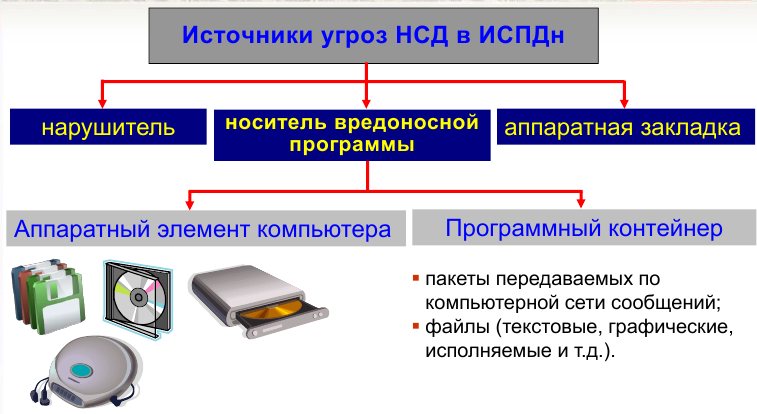 Источники угроз НСД в ИСПДн
нарушитель
носитель вредоносной
программы
аппаратная закладка
Аппаратный элемент компьютера
Программный контейнер
▪ пакеты передаваемых по
компьютерной сети сообщений;
▪ файлы (текстовые, графические,
исполняемые и т.д.).